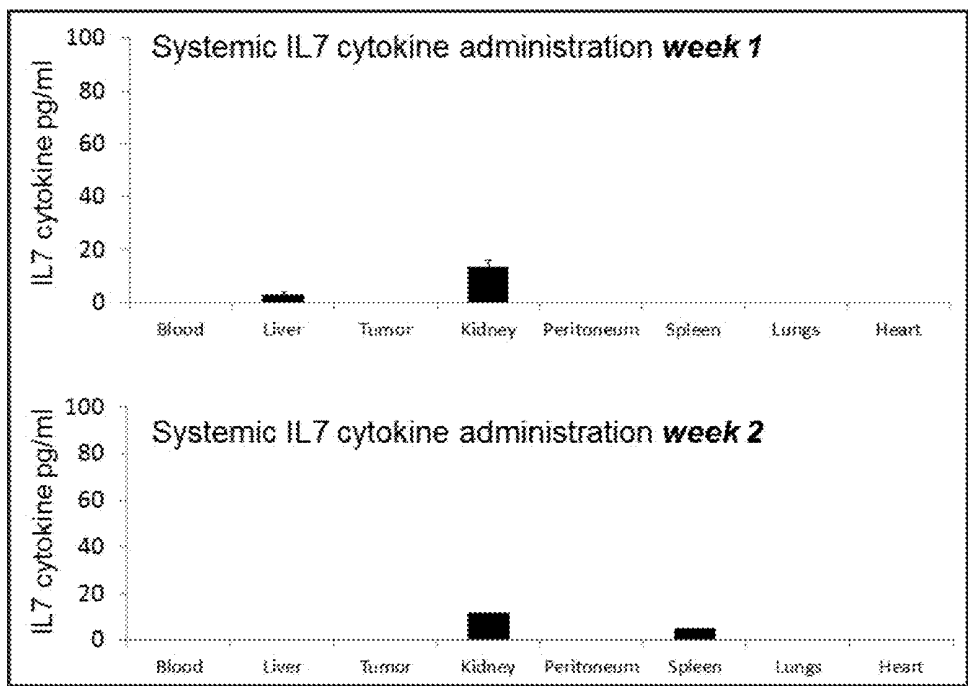 100
80
60
40
20
0
Systemic IL7 cytokine administration week 1
IL7 cytokine pg/ml
Blood Liver Tumor Kidney Peritoneum Spleen Lungs Heart
100
80
60
40
20
0
Systemic IL7 cytokine administration week 2
IL7 cytokine pg/ml
Blood Liver Tumor Kidney Peritoneum Spleen Lungs Heart